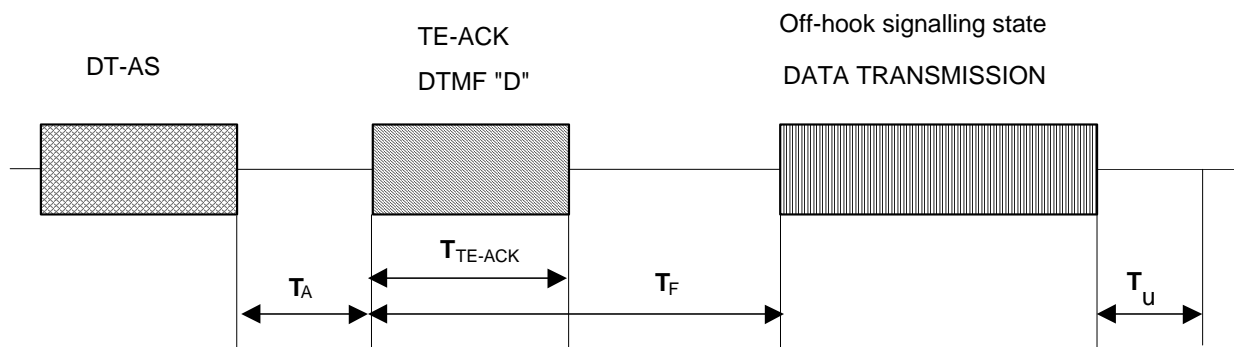 DT-AS
TE-ACK
DTMF "D"
Off-hook signalling state
DATA TRANSMISSION
TTE-ACK
TA
TF
Tu